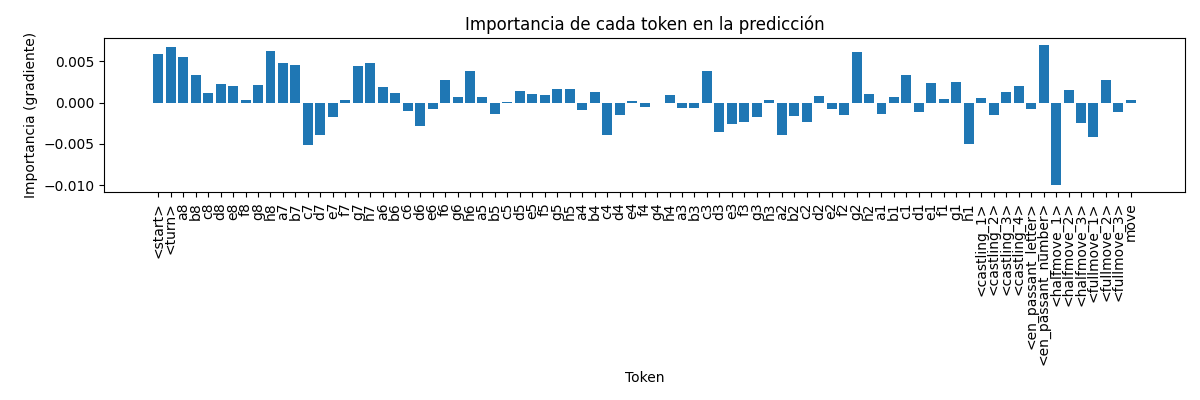 Importancia de cada token en la predicción
Importancia (gradiente)
0.005
0.000
−0.005
−0.010
<start>
<turn>
a8
b8
c8
d8
e8
f8
g8
h8
a7
b7
c7
d7
e7
f7
g7
h7
a6
b6
c6
d6
e6
f6
g6
h6
a5
b5
c5
d5
e5
f5
g5
h5
a4
b4
c4
d4
e4
f4
g4
h4
a3
b3
c3
d3
e3
f3
g3
h3
a2
b2
c2
d2
e2
f2
g2
h2
a1
b1
c1
d1
e1
f1
g1
h1
<castling_1>
<castling_2>
<castling_3>
<castling_4>
<en_passant_letter>
<en_passant_number>
<halfmove_1>
<halfmove_2>
<halfmove_3>
<fullmove_1>
<fullmove_2>
<fullmove_3>
move
Token